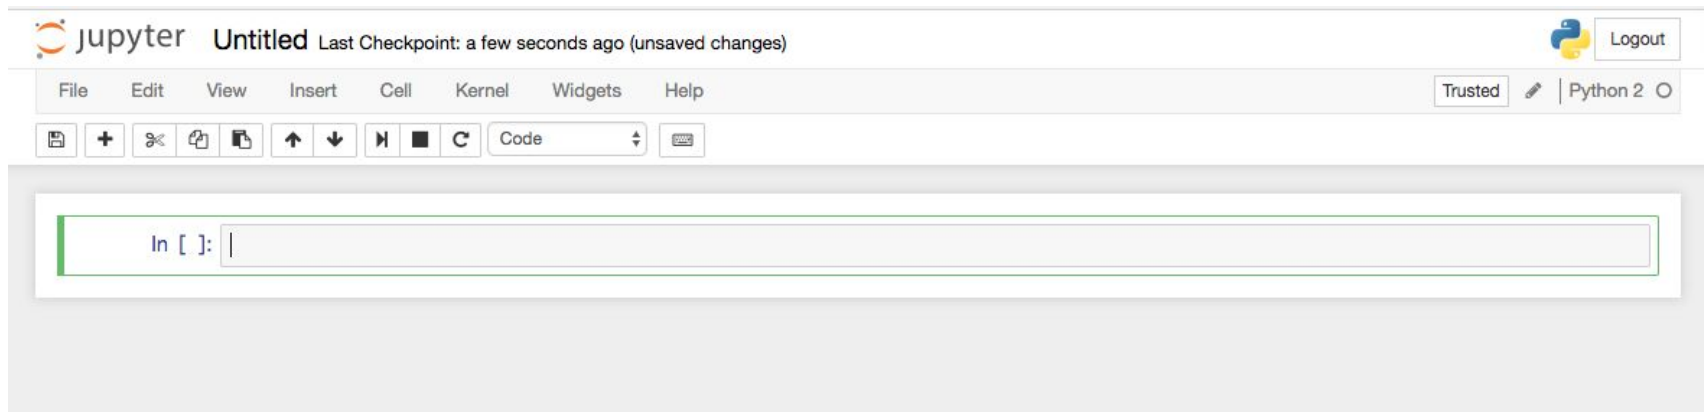 jupyter Untitled Last Checkpoint: a few seconds ago (unsaved changes) Logout
File Edit View Insert Cell Kernel Widgets Help Trusted Python 2
Code
In [ ]: